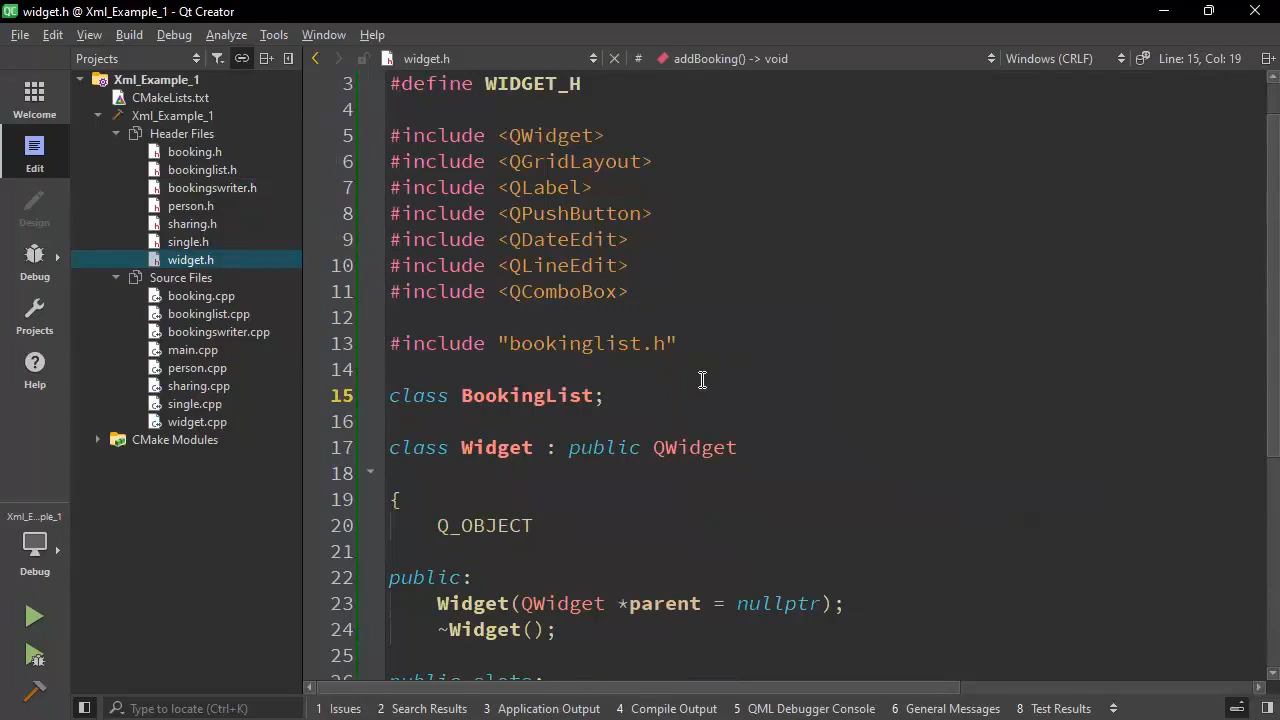 QC widget.h @ Xml_Example_1 - Qt Creator
File Edit View Build Debug Analyze Tools Window Help
Projects
widget.h
# addBooking() -> void
Windows (CRLF)
Line: 15, Col: 19
Welcome
Edit
Design
Debug
Projects
Help
Xml_E...ple_1
Debug
Xml_Example_1
CMakeLists.txt
Xml_Example_1
Header Files
booking.h
bookinglist.h
bookingswriter.h
person.h
sharing.h
single.h
widget.h
Source Files
booking.cpp
bookinglist.cpp
bookingswriter.cpp
main.cpp
person.cpp
sharing.cpp
single.cpp
widget.cpp
CMake Modules
3 #define WIDGET_H
4
5 #include <QWidget>
6 #include <QGridLayout>
7 #include <QLabel>
8 #include <QPushButton>
9 #include <QDateEdit>
10 #include <QLineEdit>
11 #include <QComboBox>
12
13 #include "bookinglist.h"
14
15 class BookingList;
16
17 class Widget : public QWidget
18
19 {
20 Q_OBJECT
21
22 public:
23 Widget(QWidget *parent = nullptr);
24 ~Widget();
25
26 public slots:
Type to locate (Ctrl+K)
1 Issues 2 Search Results 3 Application Output 4 Compile Output 5 QML Debugger Console 6 General Messages 8 Test Results